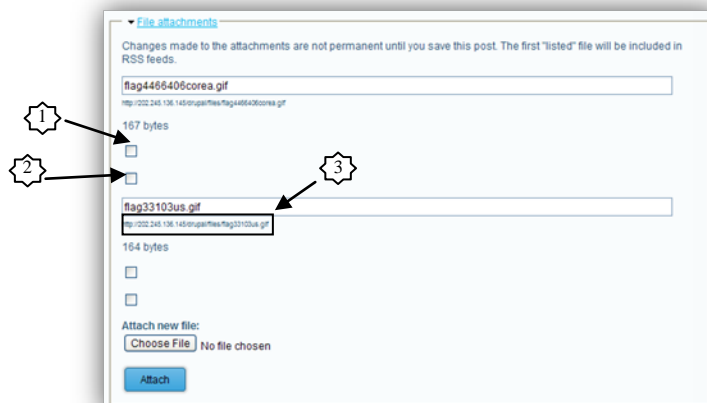 File attachments
Changes made to the attachments are not permanent until you save this post. The first "listed" file will be included in
RSS feeds.
flag4466406corea.gif
http://202.245.136.145/drupal/files/flag4466406corea.gif
167 bytes
1
2
3
flag33103us.gif
http://202.245.136.145/drupal/files/flag33103us.gif
164 bytes
Attach new file:
Choose File No file chosen
Attach